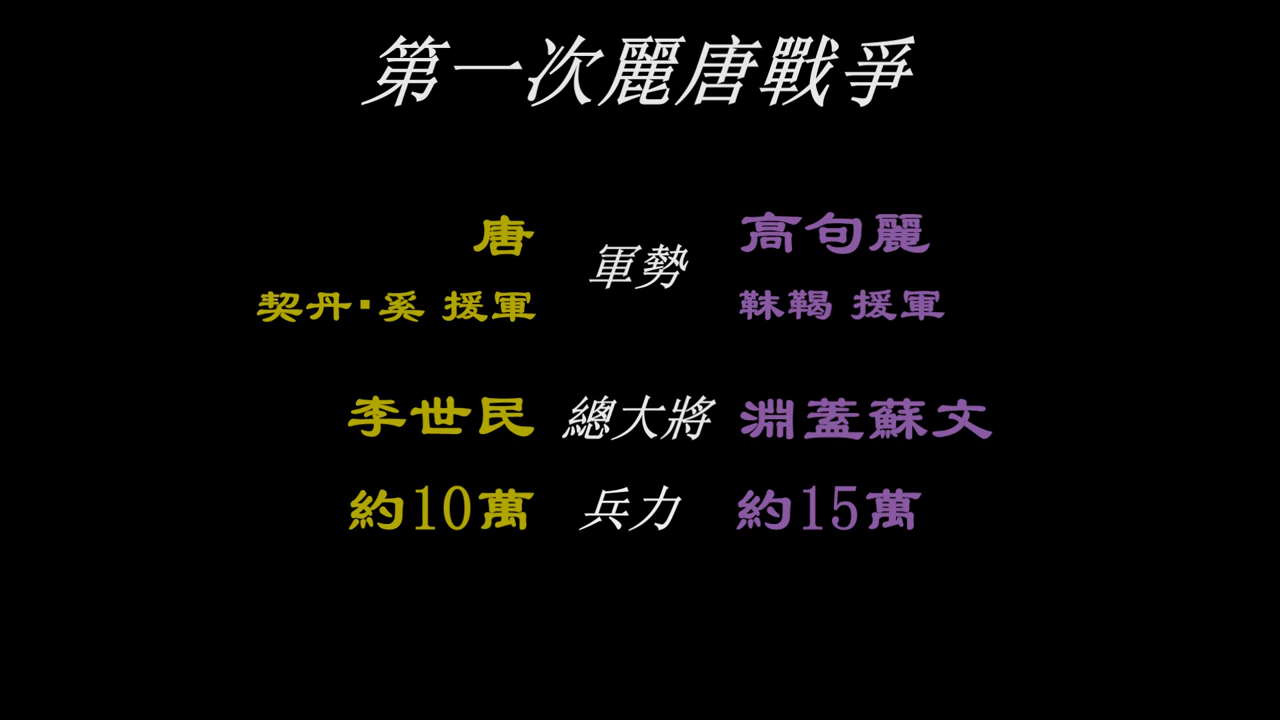 第一次麗唐戰爭
唐 軍勢 高句麗
契丹·奚 援軍 靺鞨 援軍
李世民 總大將 淵蓋蘇文
約10萬 兵力 約15萬